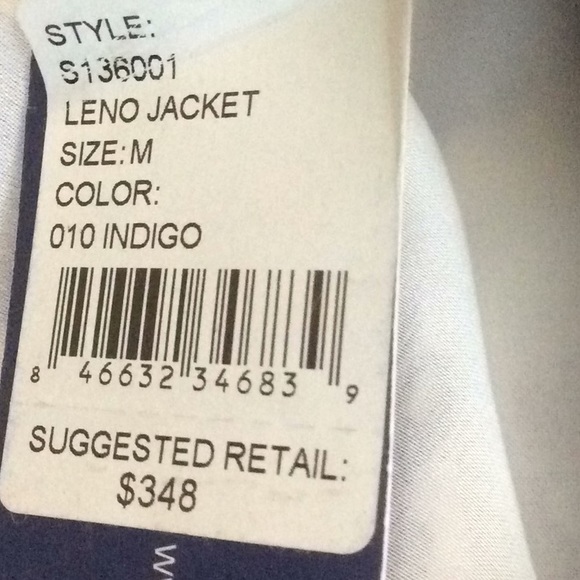 STYLE:
S136001
LENO JACKET
SIZE: M
COLOR:
010 INDIGO
8 46632 34683 9
SUGGESTED RETAIL:
$348
W